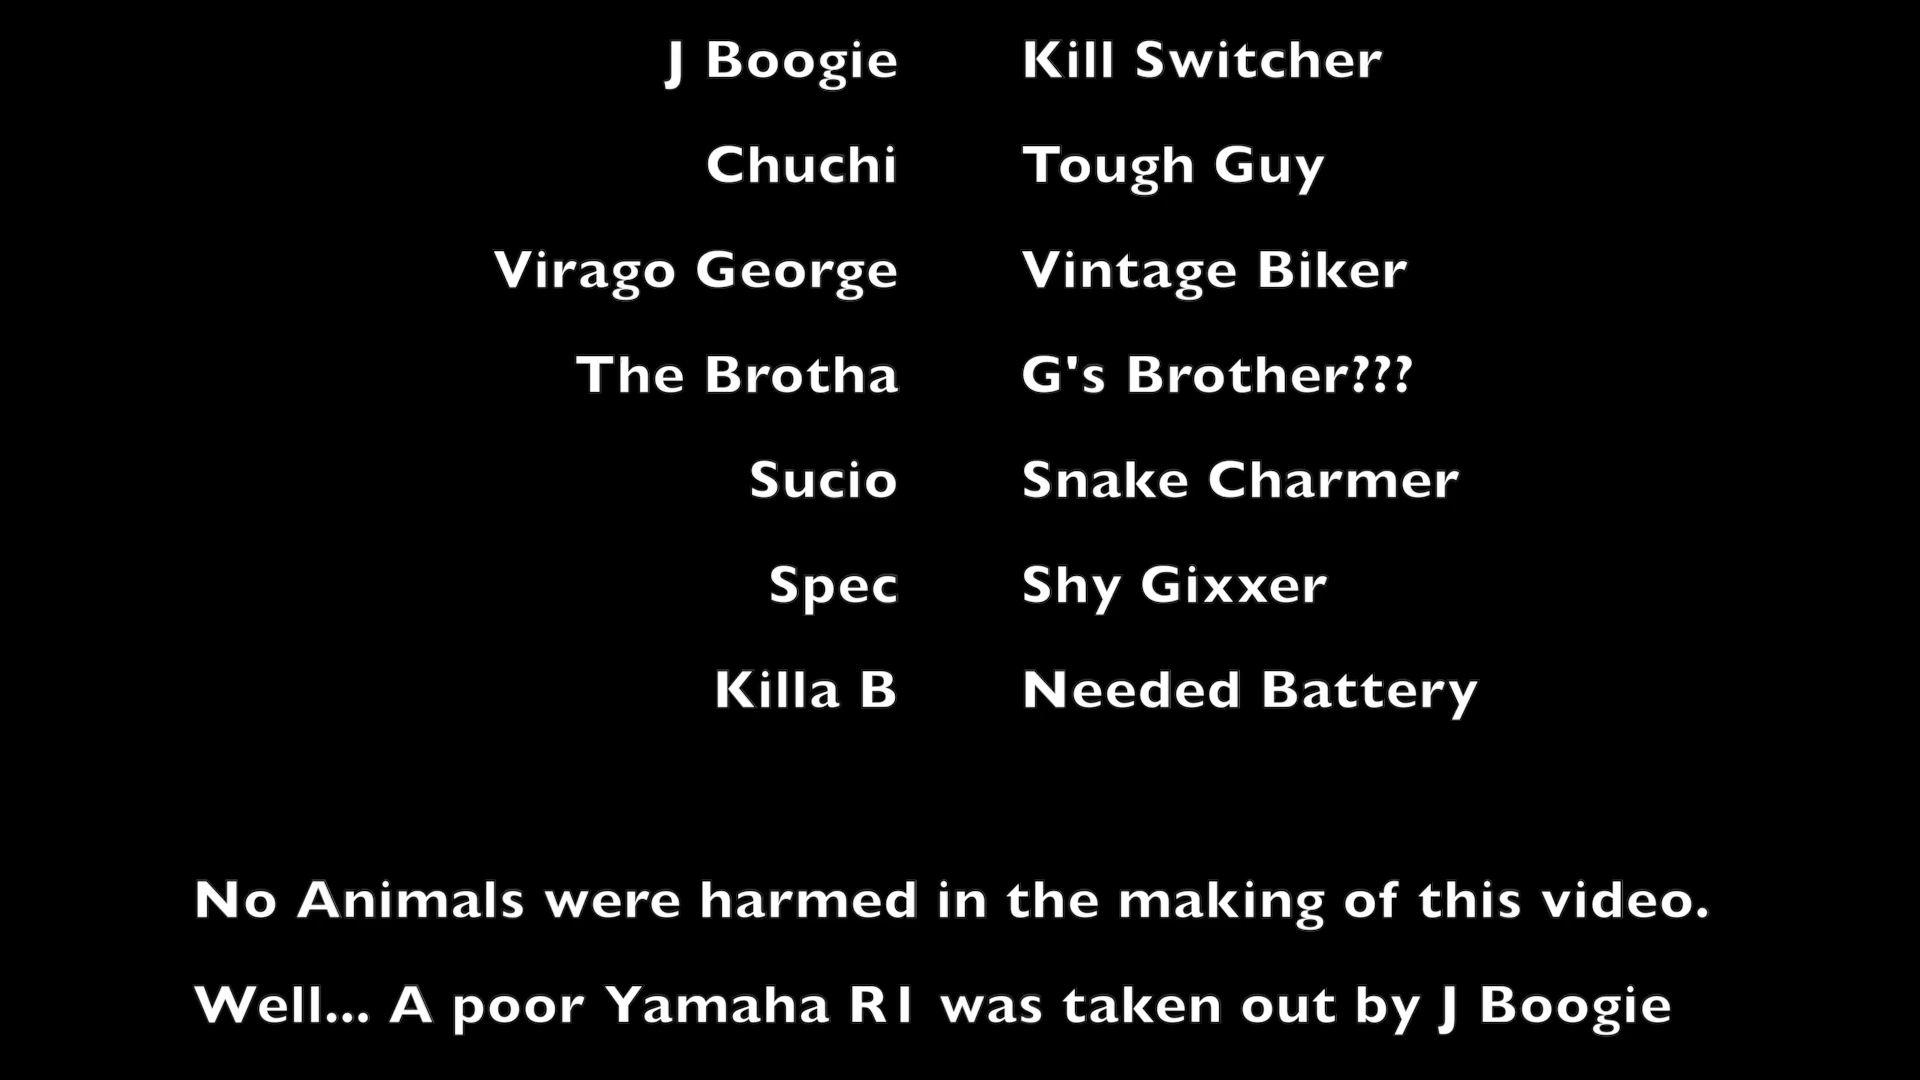 J Boogie Kill Switcher
Chuchi Tough Guy
Virago George Vintage Biker
The Brotha G's Brother???
Sucio Snake Charmer
Spec Shy Gixxer
Killa B Needed Battery
No Animals were harmed in the making of this video.
Well... A poor Yamaha R1 was taken out by J Boogie